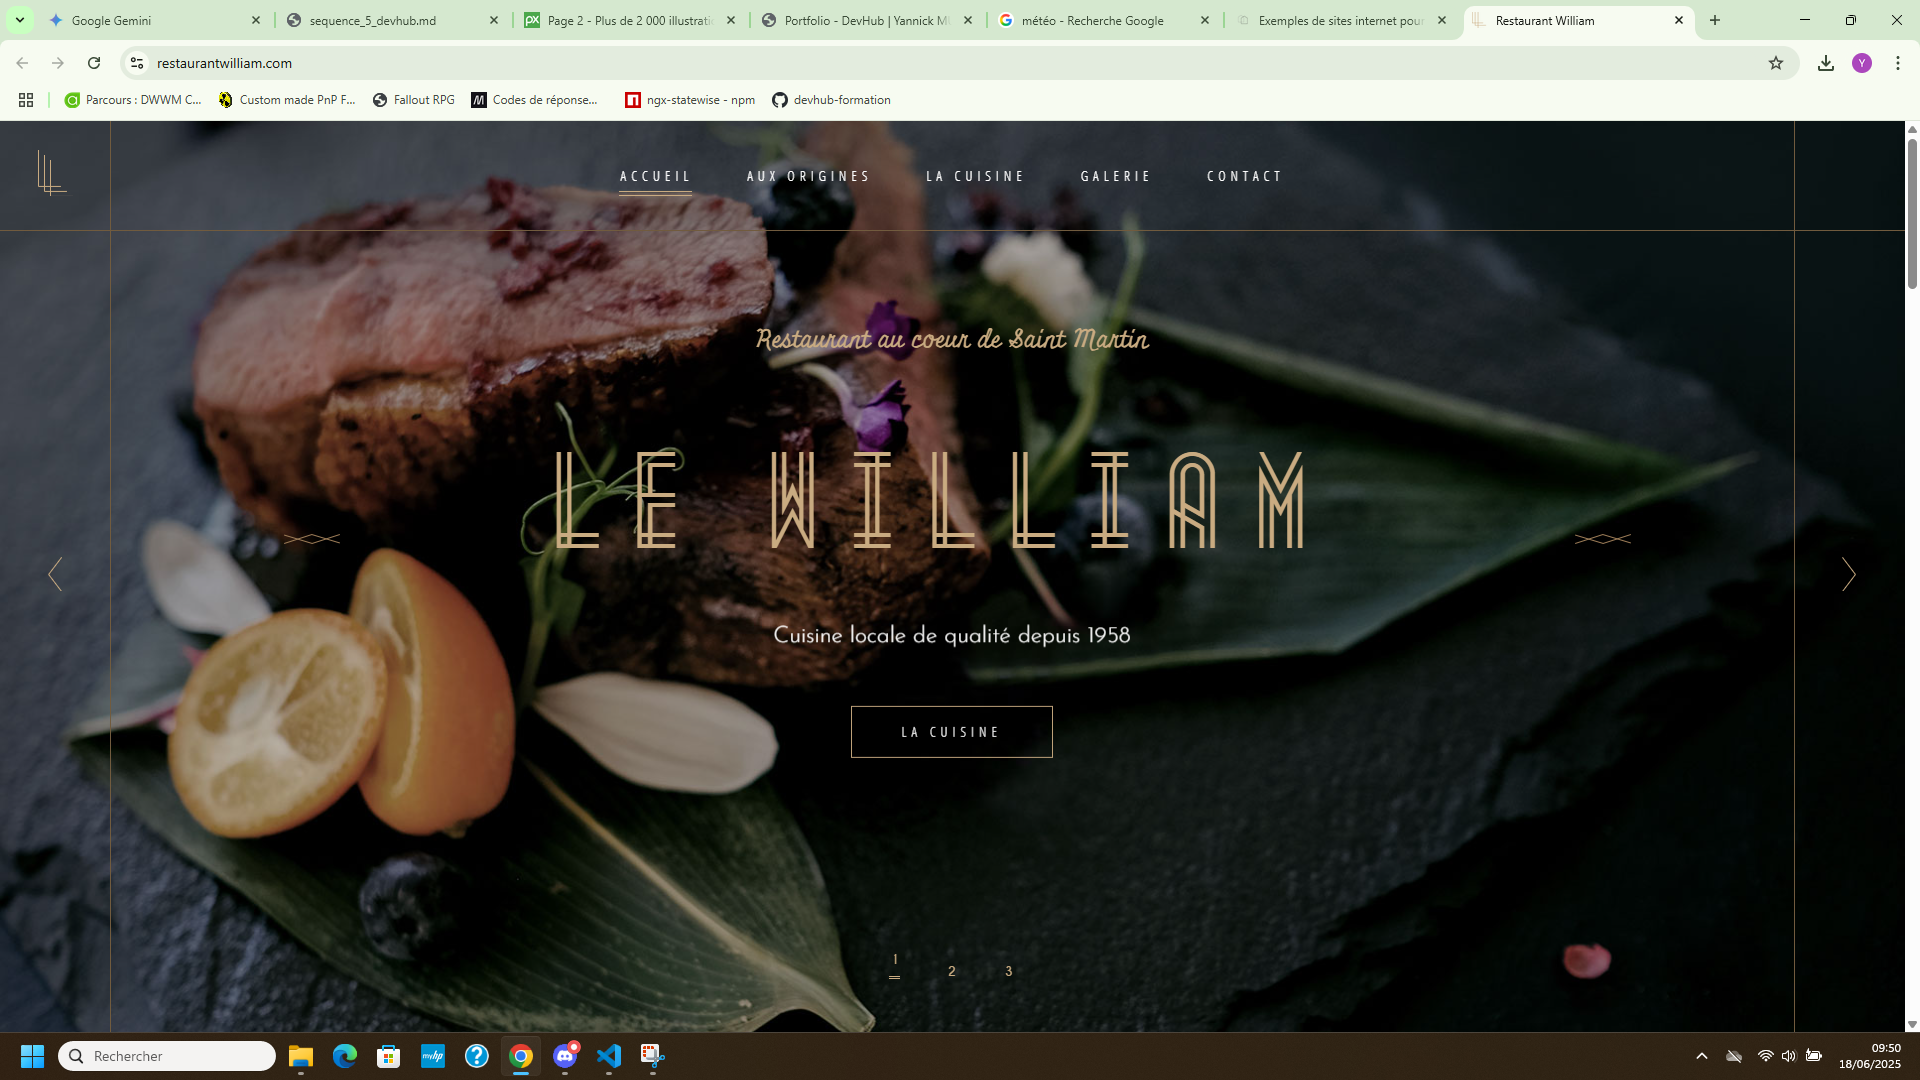 Google Gemini
sequence_5_devhub.md
Page 2 - Plus de 2 000 illustratio
Portfolio - DevHub | Yannick M
météo - Recherche Google
Exemples de sites internet pour
Restaurant William
restaurantwilliam.com
Y
Parcours : DWWM C...
Custom made PnP F...
Fallout RPG
Codes de réponse...
ngx-statewise - npm
devhub-formation
ACCUEIL
AUX ORIGINES
LA CUISINE
GALERIE
CONTACT
Restaurant au coeur de Saint Martin
LE WILLIAM
Cuisine locale de qualité depuis 1958
LA CUISINE
1 2 3
Rechercher
myhp
09:50
18/06/2025